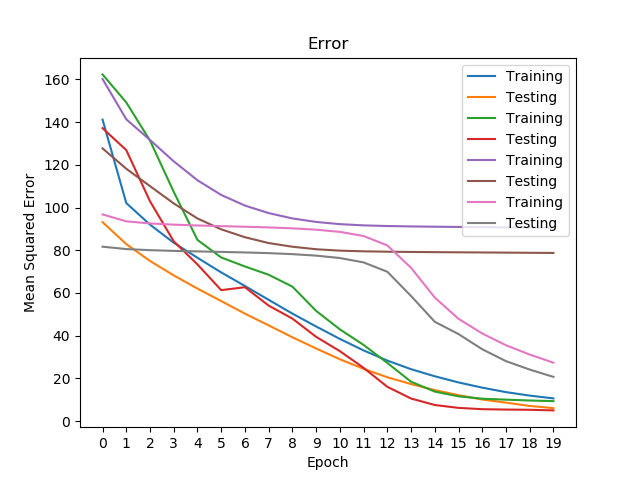 Error
Mean Squared Error
160
140
120
100
80
60
40
20
0
Training
Testing
Training
Testing
Training
Testing
Training
Testing
0 1 2 3 4 5 6 7 8 9 10 11 12 13 14 15 16 17 18 19
Epoch